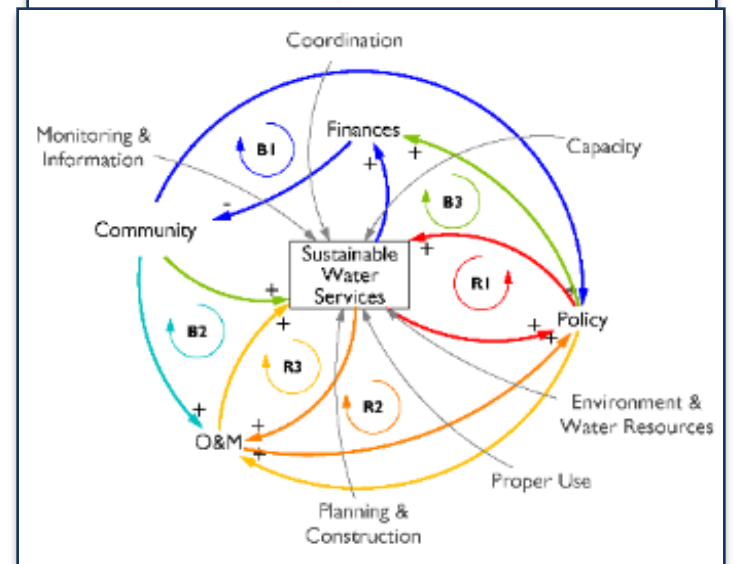 Coordination
Finances
Monitoring &
Information
B1
+
+
Capacity
-
B3
Community
+
Sustainable
Water
Services
R1
+
+
Policy
+
+
+
B2
R3
R2
Environment &
Water Resources
+
+
O&M
+
Proper Use
Planning &
Construction